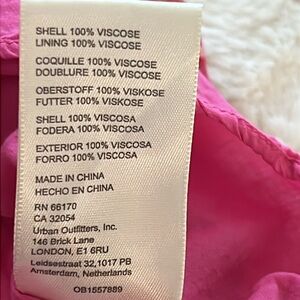 SHELL 100% VISCOSE
LINING 100% VISCOSE
COQUILLE 100% VISCOSE
DOUBLURE 100% VISCOSE
OBERSTOFF 100% VISKOSE
FUTTER 100% VISKOSE
SHELL 100% VISCOSA
FODERA 100% VISCOSA
EXTERIOR 100% VISCOSA
FORRO 100% VISCOSA
MADE IN CHINA
HECHO EN CHINA
RN 66170
CA 32054
Urban Outfitters, Inc.
146 Brick Lane
LONDON, E1 6RU
Leidsestraat 32,1017 PB
Amsterdam, Netherlands
OB1557889